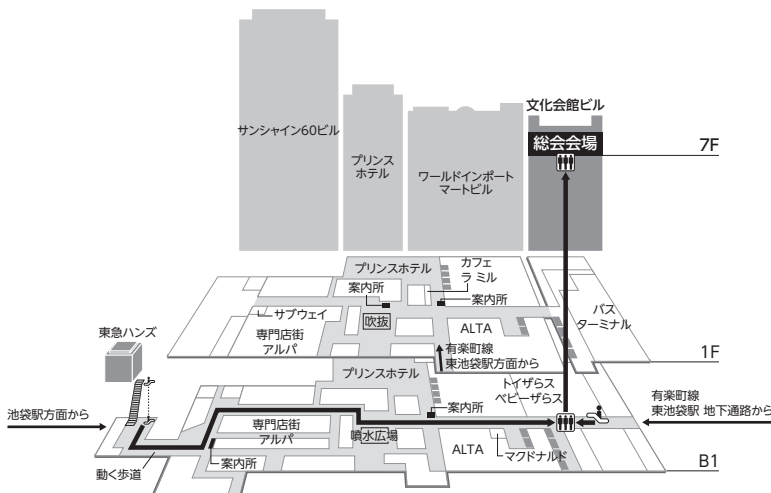 文化会館ビル
総会会場
7F
サンシャイン60ビル
プリンス
ホテル
ワールドインポート
マートビル
プリンスホテル
カフェ
ラ ミル
案内所
案内所
サブウェイ
吹抜
バス
ターミナル
専門店街
アルパ
ALTA
東急ハンズ
有楽町線
東池袋駅方面から
1F
プリンスホテル
トイザらス
ベビーザらス
案内所
有楽町線
東池袋駅 地下通路から
池袋駅方面から
専門店街
アルパ
噴水広場
ALTA
マクドナルド
動く歩道
案内所
B1